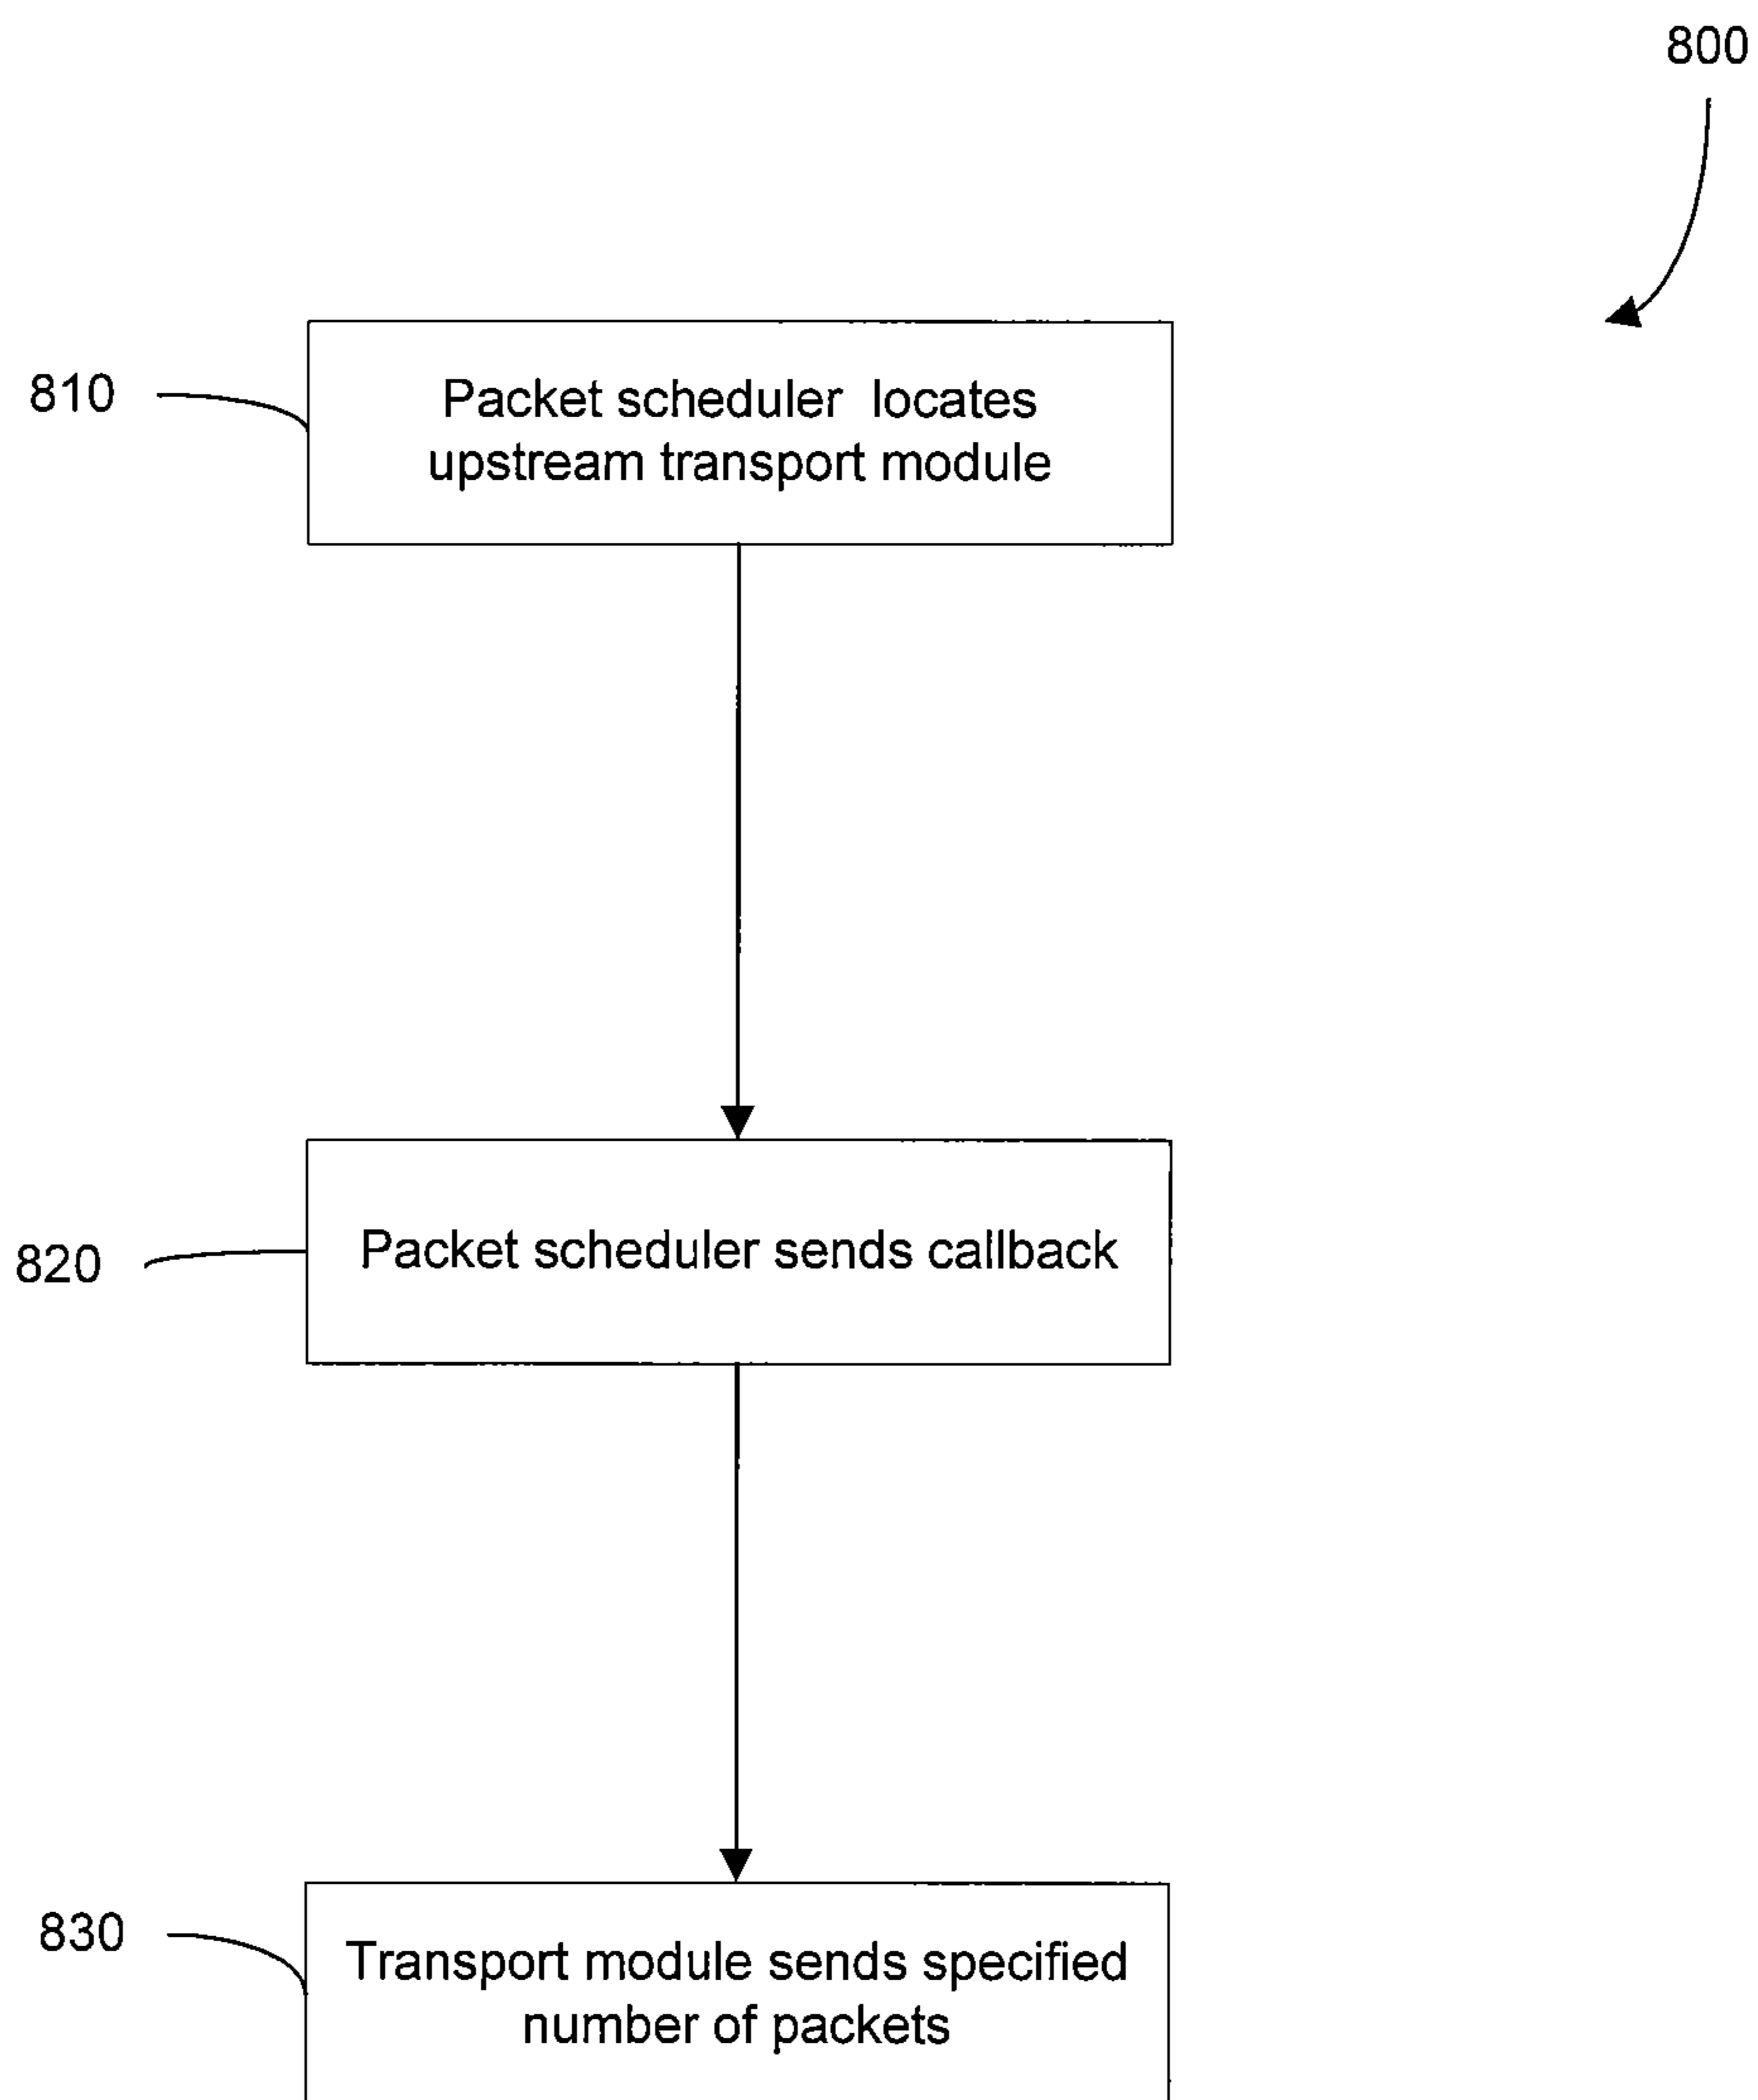 800
810
Packet scheduler locates
upstream transport module
820
Packet scheduler sends callback
830
Transport module sends specified
number of packets